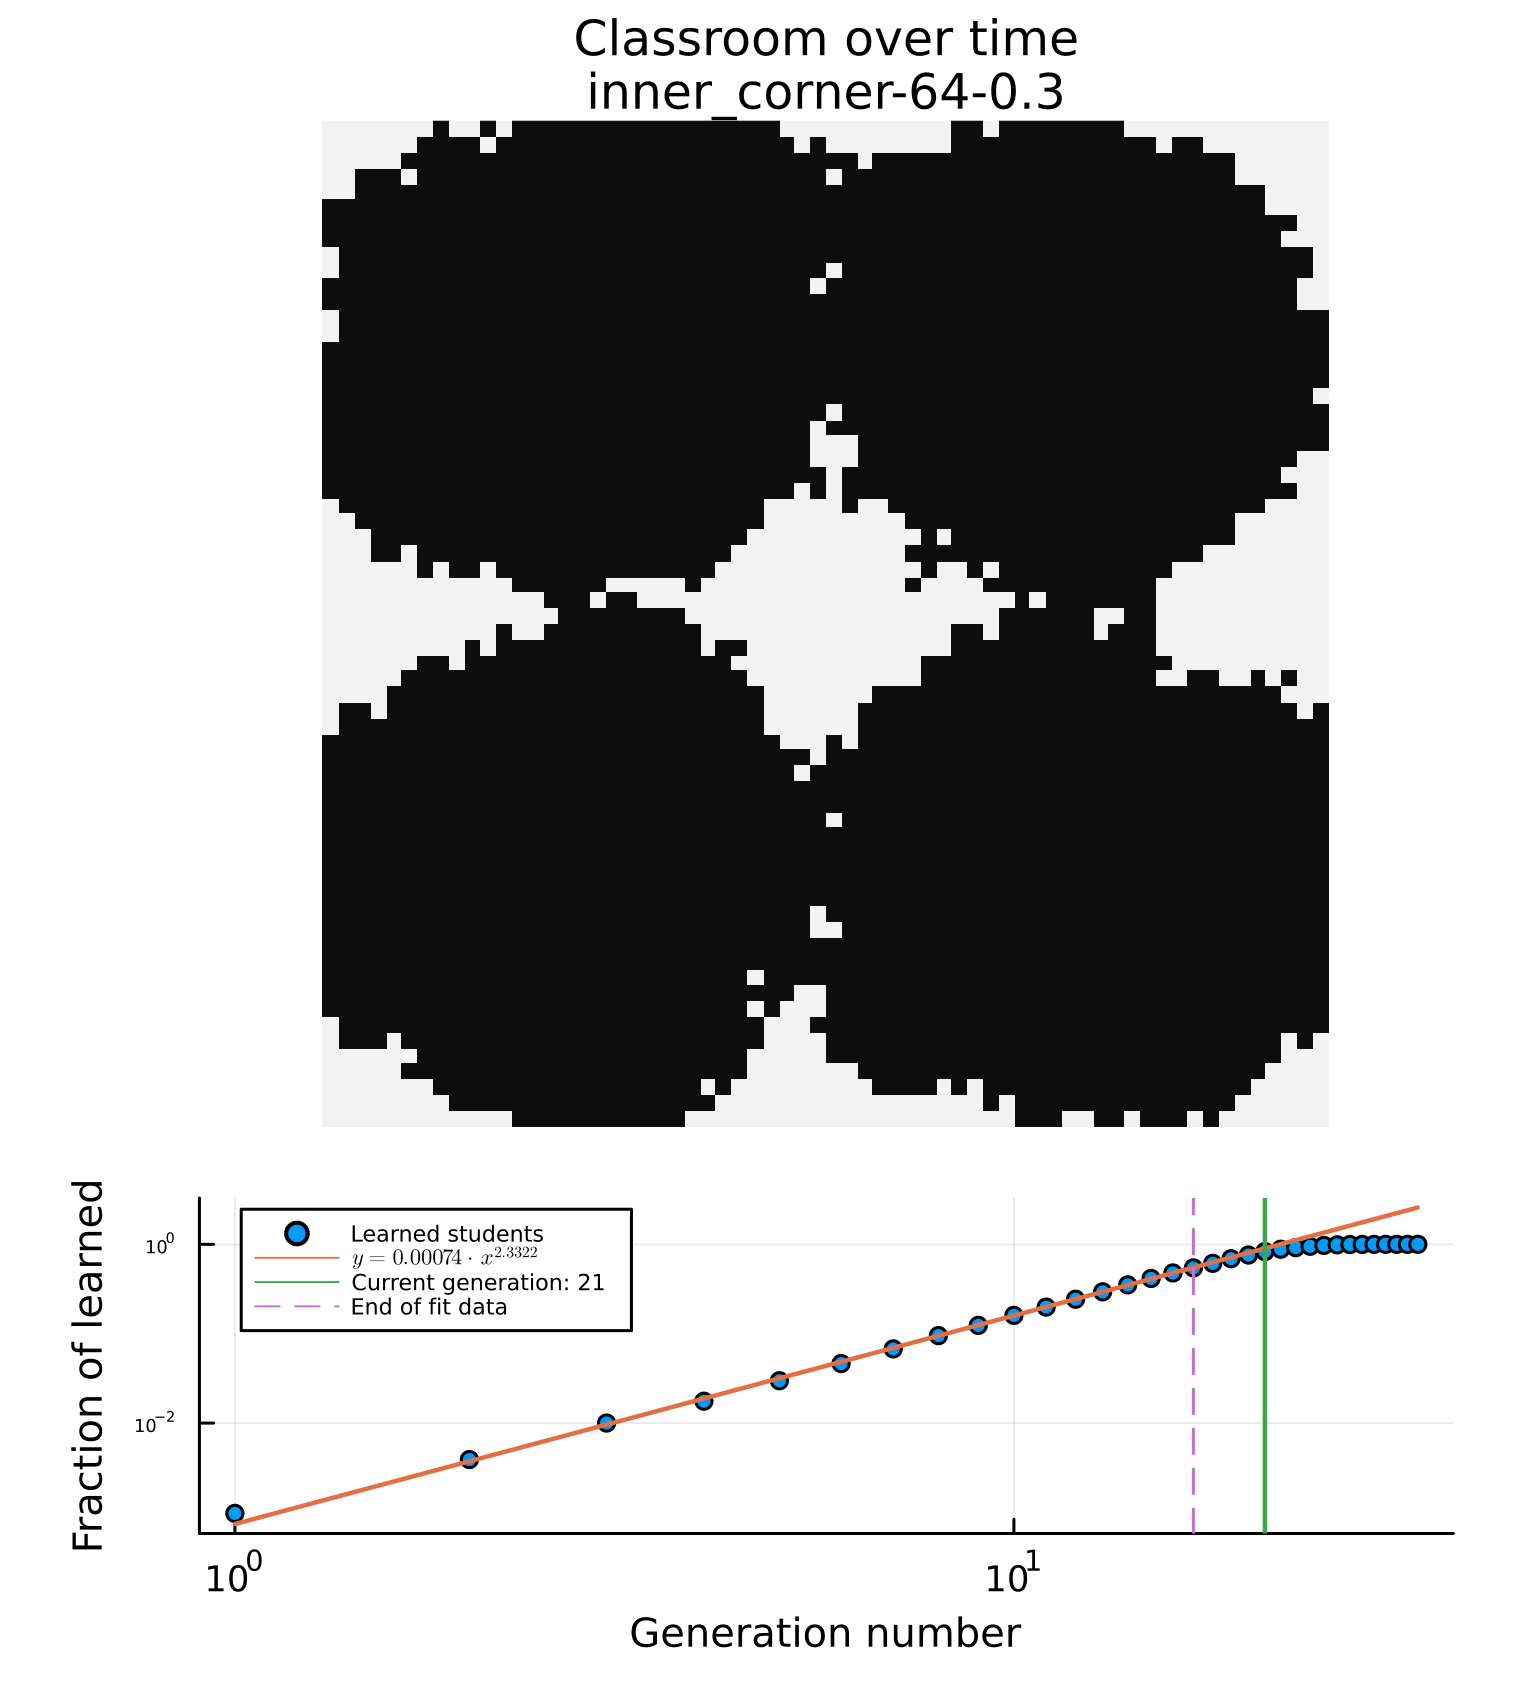 Classroom over time
inner_corner-64-0.3
Fraction of learned
10^0
10^-2
Learned students
y = 0.00074 · x^2.3322
Current generation: 21
End of fit data
10^0
10^1
Generation number